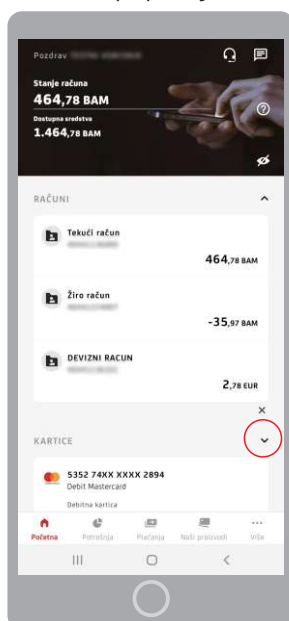 Pozdrav
Stanje računa
464,78 BAM
Dostupna sredstva
1.464,78 BAM
RAČUNI
Tekući račun
464,78 BAM
Žiro račun
-35,97 BAM
DEVIZNI RACUN
2,78 EUR
KARTICE
5352 74XX XXXX 2894
Debit Mastercard
Debitna kartica
Početna Potrošnja Plaćanja Naši proizvodi Više